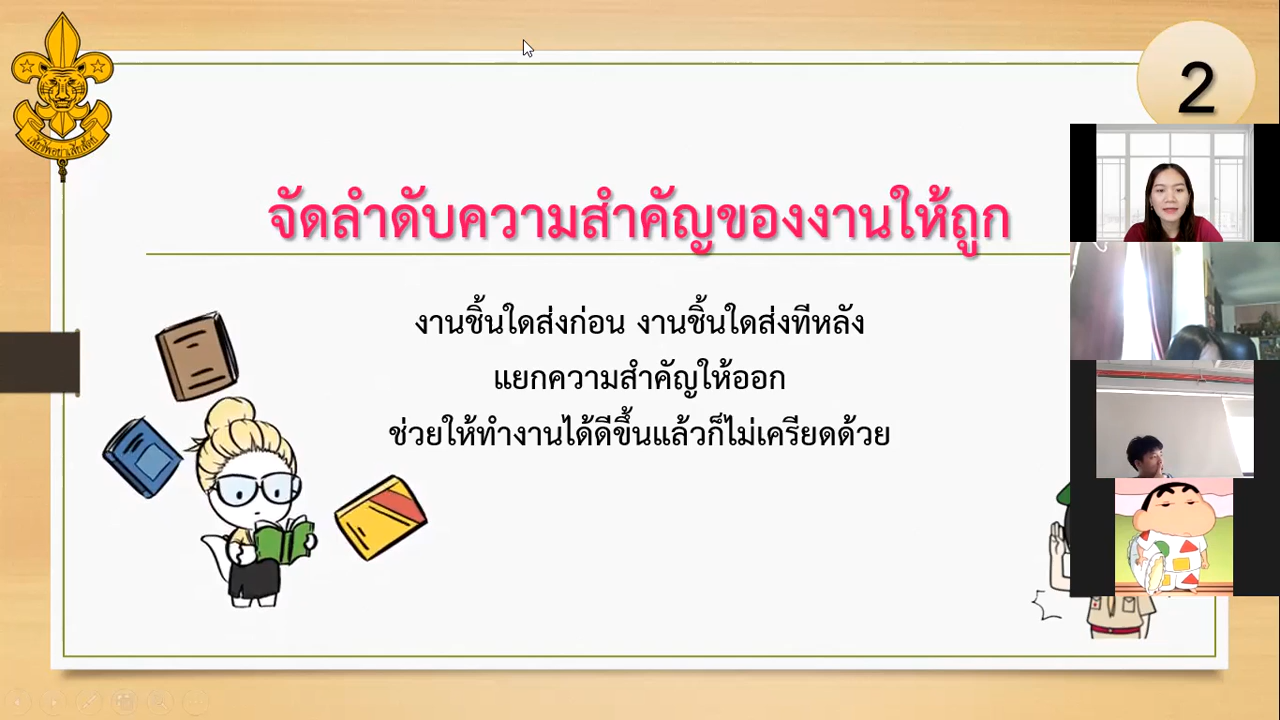 2
จัดลำดับความสำคัญของงานให้ถูก
งานชิ้นใดส่งก่อน งานชิ้นใดส่งทีหลัง
แยกความสำคัญให้ออก
ช่วยให้ทำงานได้ดีขึ้นแล้วก็ไม่เครียดด้วย